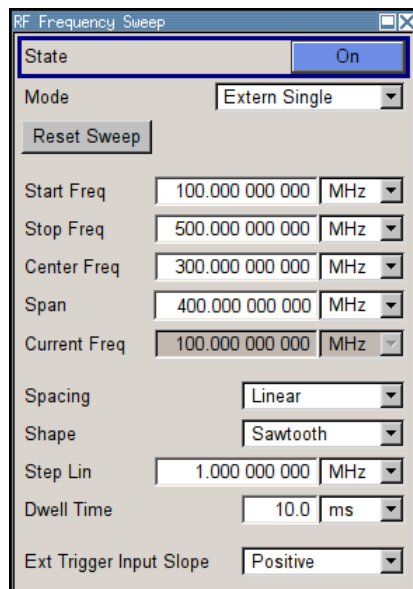 RF Frequency Sweep
State On
Mode Extern Single
Reset Sweep
Start Freq 100.000 000 000 MHz
Stop Freq 500.000 000 000 MHz
Center Freq 300.000 000 000 MHz
Span 400.000 000 000 MHz
Current Freq 100.000 000 000 MHz
Spacing Linear
Shape Sawtooth
Step Lin 1.000 000 000 MHz
Dwell Time 10.0 ms
Ext Trigger Input Slope Positive